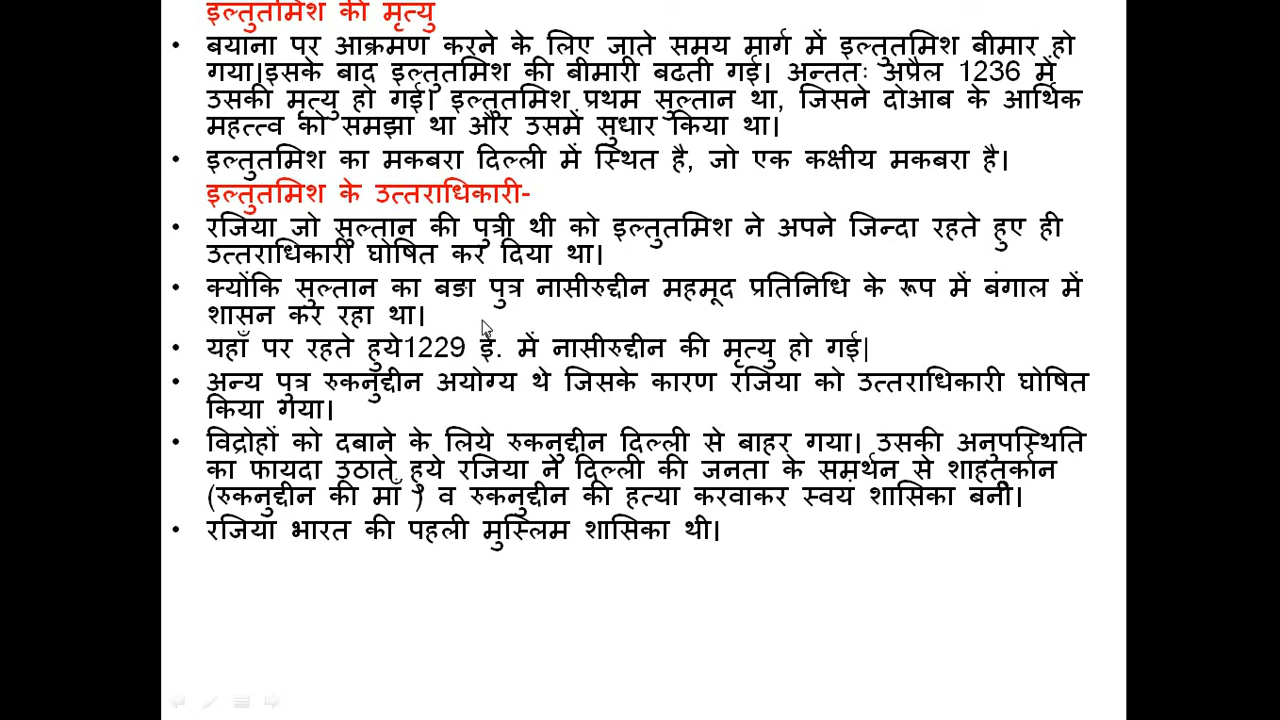 इल्तुतमिश की मृत्यु
• बयाना पर आक्रमण करने के लिए जाते समय मार्ग में इल्तुतमिश बीमार हो
गया।इसके बाद इल्तुतमिश की बीमारी बढती गई। अन्ततः अप्रैल 1236 में
उसकी मृत्यु हो गई। इल्तुतमिश प्रथम सुल्तान था, जिसने दोआब के आर्थिक
महत्त्व को समझा था और उसमें सुधार किया था।
• इल्तुतमिश का मकबरा दिल्ली में स्थित है, जो एक कक्षीय मकबरा है।
इल्तुतमिश के उत्तराधिकारी-
• रजिया जो सुल्तान की पुत्री थी को इल्तुतमिश ने अपने जिन्दा रहते हुए ही
उत्तराधिकारी घोषित कर दिया था।
• क्योंकि सुल्तान का बङा पुत्र नासीरुद्दीन महमूद प्रतिनिधि के रूप में बंगाल में
शासन कर रहा था।
• यहाँ पर रहते हुये1229 ई. में नासीरुद्दीन की मृत्यु हो गई|
• अन्य पुत्र रुकनुद्दीन अयोग्य थे जिसके कारण रजिया को उत्तराधिकारी घोषित
किया गया।
• विद्रोहों को दबाने के लिये रुकनुद्दीन दिल्ली से बाहर गया। उसकी अनुपस्थिति
का फायदा उठाते हुये रजिया ने दिल्ली की जनता के समर्थन से शाहतुर्कान
(रुकनुद्दीन की माँ ) व रुकनुद्दीन की हत्या करवाकर स्वयं शासिका बनी।
• रजिया भारत की पहली मुस्लिम शासिका थी।